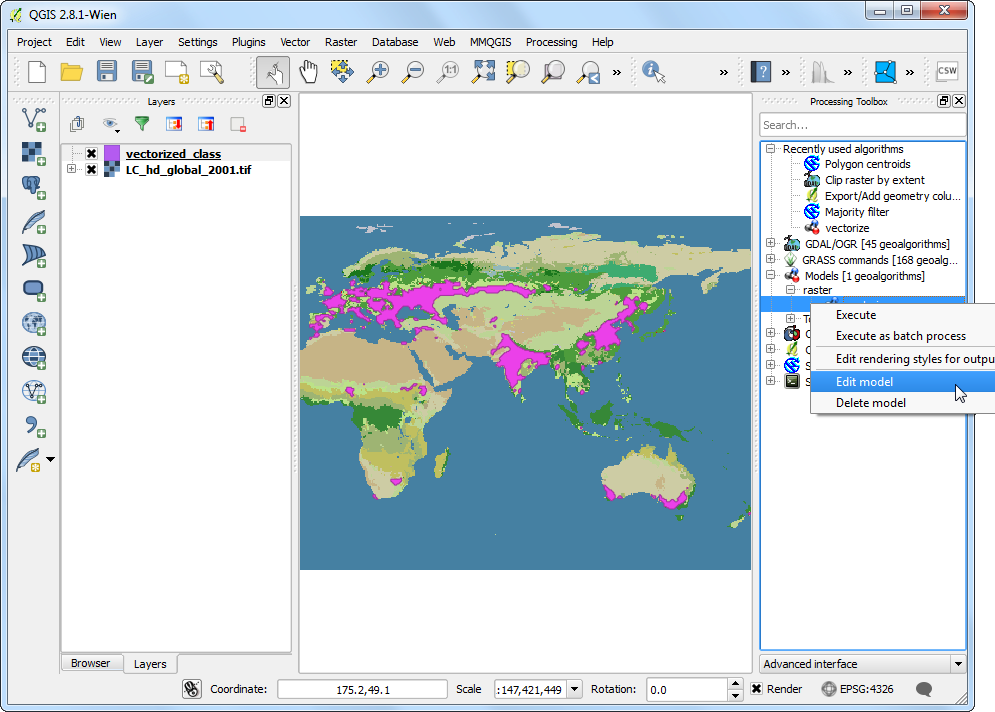 QGIS 2.8.1-Wien
Project Edit View Layer Settings Plugins Vector Raster Database Web MMQGIS Processing Help
1:1 » » » » » CSW
Layers
vectorized_class
LC_hd_global_2001.tif
Browser Layers
Processing Toolbox
Search...
Recently used algorithms
Polygon centroids
Clip raster by extent
Export/Add geometry colu...
Majority filter
vectorize
GDAL/OGR [45 geoalgorithms]
GRASS commands [168 geoalg...
Models [1 geoalgorithms]
raster
Execute
Execute as batch process
Edit rendering styles for outpu
Edit model
Delete model
Advanced interface
Coordinate: 175.2,49.1 Scale :147,421,449 Rotation: 0.0 Render EPSG:4326